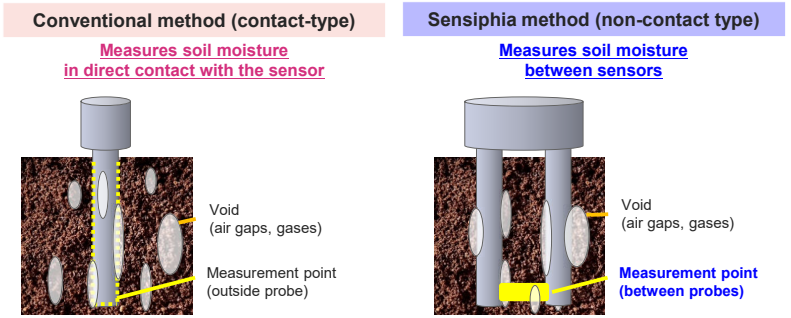 Conventional method (contact-type)
Measures soil moisture
in direct contact with the sensor
Void
(air gaps, gases)
Measurement point
(outside probe)
Sensiphia method (non-contact type)
Measures soil moisture
between sensors
Void
(air gaps, gases)
Measurement point
(between probes)